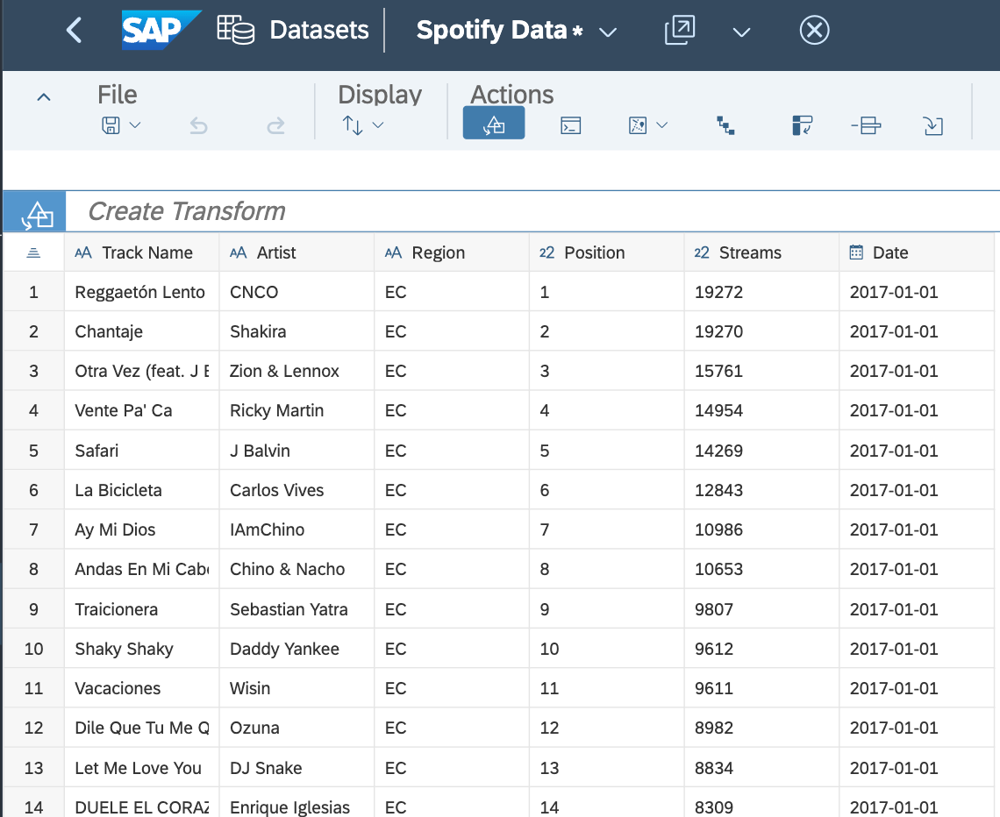 SAP Datasets Spotify Data* 
File Display Actions
Create Transform
AA Track Name AA Artist AA Region 22 Position 22 Streams Date
1 Reggaetón Lento CNCO EC 1 19272 2017-01-01
2 Chantaje Shakira EC 2 19270 2017-01-01
3 Otra Vez (feat. J Zion & Lennox EC 3 15761 2017-01-01
4 Vente Pa' Ca Ricky Martin EC 4 14954 2017-01-01
5 Safari J Balvin EC 5 14269 2017-01-01
6 La Bicicleta Carlos Vives EC 6 12843 2017-01-01
7 Ay Mi Dios IAmChino EC 7 10986 2017-01-01
8 Andas En Mi Cab Chino & Nacho EC 8 10653 2017-01-01
9 Traicionera Sebastian Yatra EC 9 9807 2017-01-01
10 Shaky Shaky Daddy Yankee EC 10 9612 2017-01-01
11 Vacaciones Wisin EC 11 9611 2017-01-01
12 Dile Que Tu Me Q Ozuna EC 12 8982 2017-01-01
13 Let Me Love You DJ Snake EC 13 8834 2017-01-01
14 DUELE EL CORAZ Enrique Iglesias EC 14 8309 2017-01-01